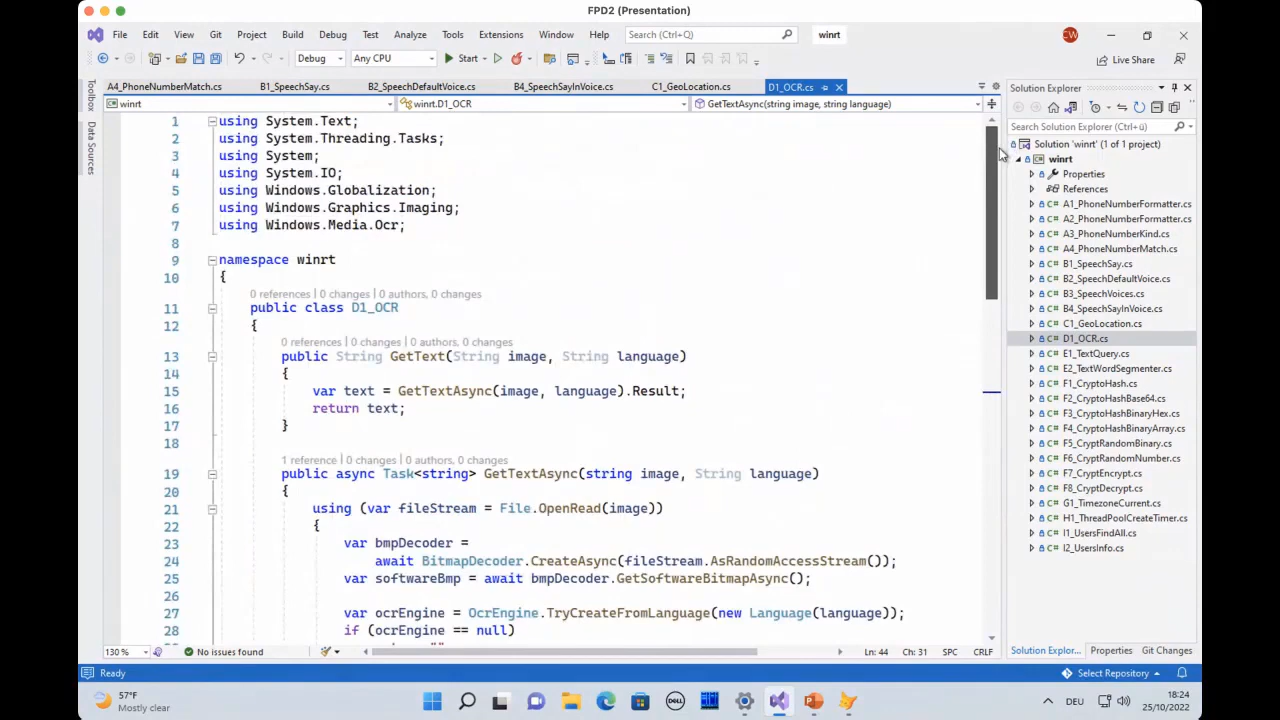 FPD2 (Presentation)
File Edit View Git Project Build Debug Test Analyze Tools Extensions Window Help Search (Ctrl+Q) winrt CW
Debug Any CPU Start Live Share
A4_PhoneNumberMatch.cs B1_SpeechSay.cs B2_SpeechDefaultVoice.cs B4_SpeechSayInVoice.cs C1_GeoLocation.cs D1_OCR.cs
winrt winrt.D1_OCR GetTextAsync(string image, string language)
Toolbox
Data Sources
1 using System.Text;
2 using System.Threading.Tasks;
3 using System;
4 using System.IO;
5 using Windows.Globalization;
6 using Windows.Graphics.Imaging;
7 using Windows.Media.Ocr;
8
9 namespace winrt
10 {
0 references | 0 changes | 0 authors, 0 changes
11 public class D1_OCR
12 {
0 references | 0 changes | 0 authors, 0 changes
13 public String GetText(String image, String language)
14 {
15 var text = GetTextAsync(image, language).Result;
16 return text;
17 }
18
1 reference | 0 changes | 0 authors, 0 changes
19 public async Task<string> GetTextAsync(string image, String language)
20 {
21 using (var fileStream = File.OpenRead(image))
22 {
23 var bmpDecoder =
24 await BitmapDecoder.CreateAsync(fileStream.AsRandomAccessStream());
25 var softwareBmp = await bmpDecoder.GetSoftwareBitmapAsync();
26
27 var ocrEngine = OcrEngine.TryCreateFromLanguage(new Language(language));
28 if (ocrEngine == null)
130 % No issues found Ln: 44 Ch: 31 SPC CRLF
Solution Explorer
Search Solution Explorer (Ctrl+ü)
Solution 'winrt' (1 of 1 project)
winrt
Properties
References
A1_PhoneNumberFormatter.cs
A2_PhoneNumberFormatter.cs
A3_PhoneNumberKind.cs
A4_PhoneNumberMatch.cs
B1_SpeechSay.cs
B2_SpeechDefaultVoice.cs
B3_SpeechVoices.cs
B4_SpeechSayInVoice.cs
C1_GeoLocation.cs
D1_OCR.cs
E1_TextQuery.cs
E2_TextWordSegmenter.cs
F1_CryptoHash.cs
F2_CryptoHashBase64.cs
F3_CryptoHashBinaryHex.cs
F4_CryptoHashBinaryArray.cs
F5_CryptRandomBinary.cs
F6_CryptRandomNumber.cs
F7_CryptEncrypt.cs
F8_CryptDecrypt.cs
G1_TimezoneCurrent.cs
H1_ThreadPoolCreateTimer.cs
I1_UsersFindAll.cs
I2_UsersInfo.cs
Solution Explor... Properties Git Changes
Ready Select Repository
57°F
Mostly clear
DELL
DEU
18:24
25/10/2022